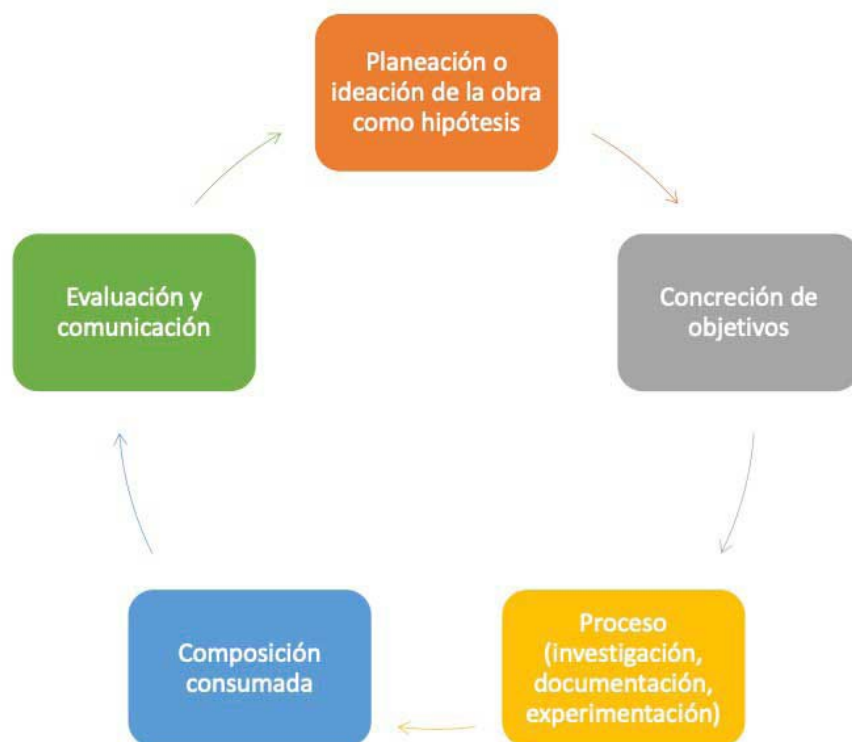 Planeación o
ideación de la obra
como hipótesis
Concreción de
objetivos
Proceso
(investigación,
documentación,
experimentación)
Composición
consumada
Evaluación y
comunicación